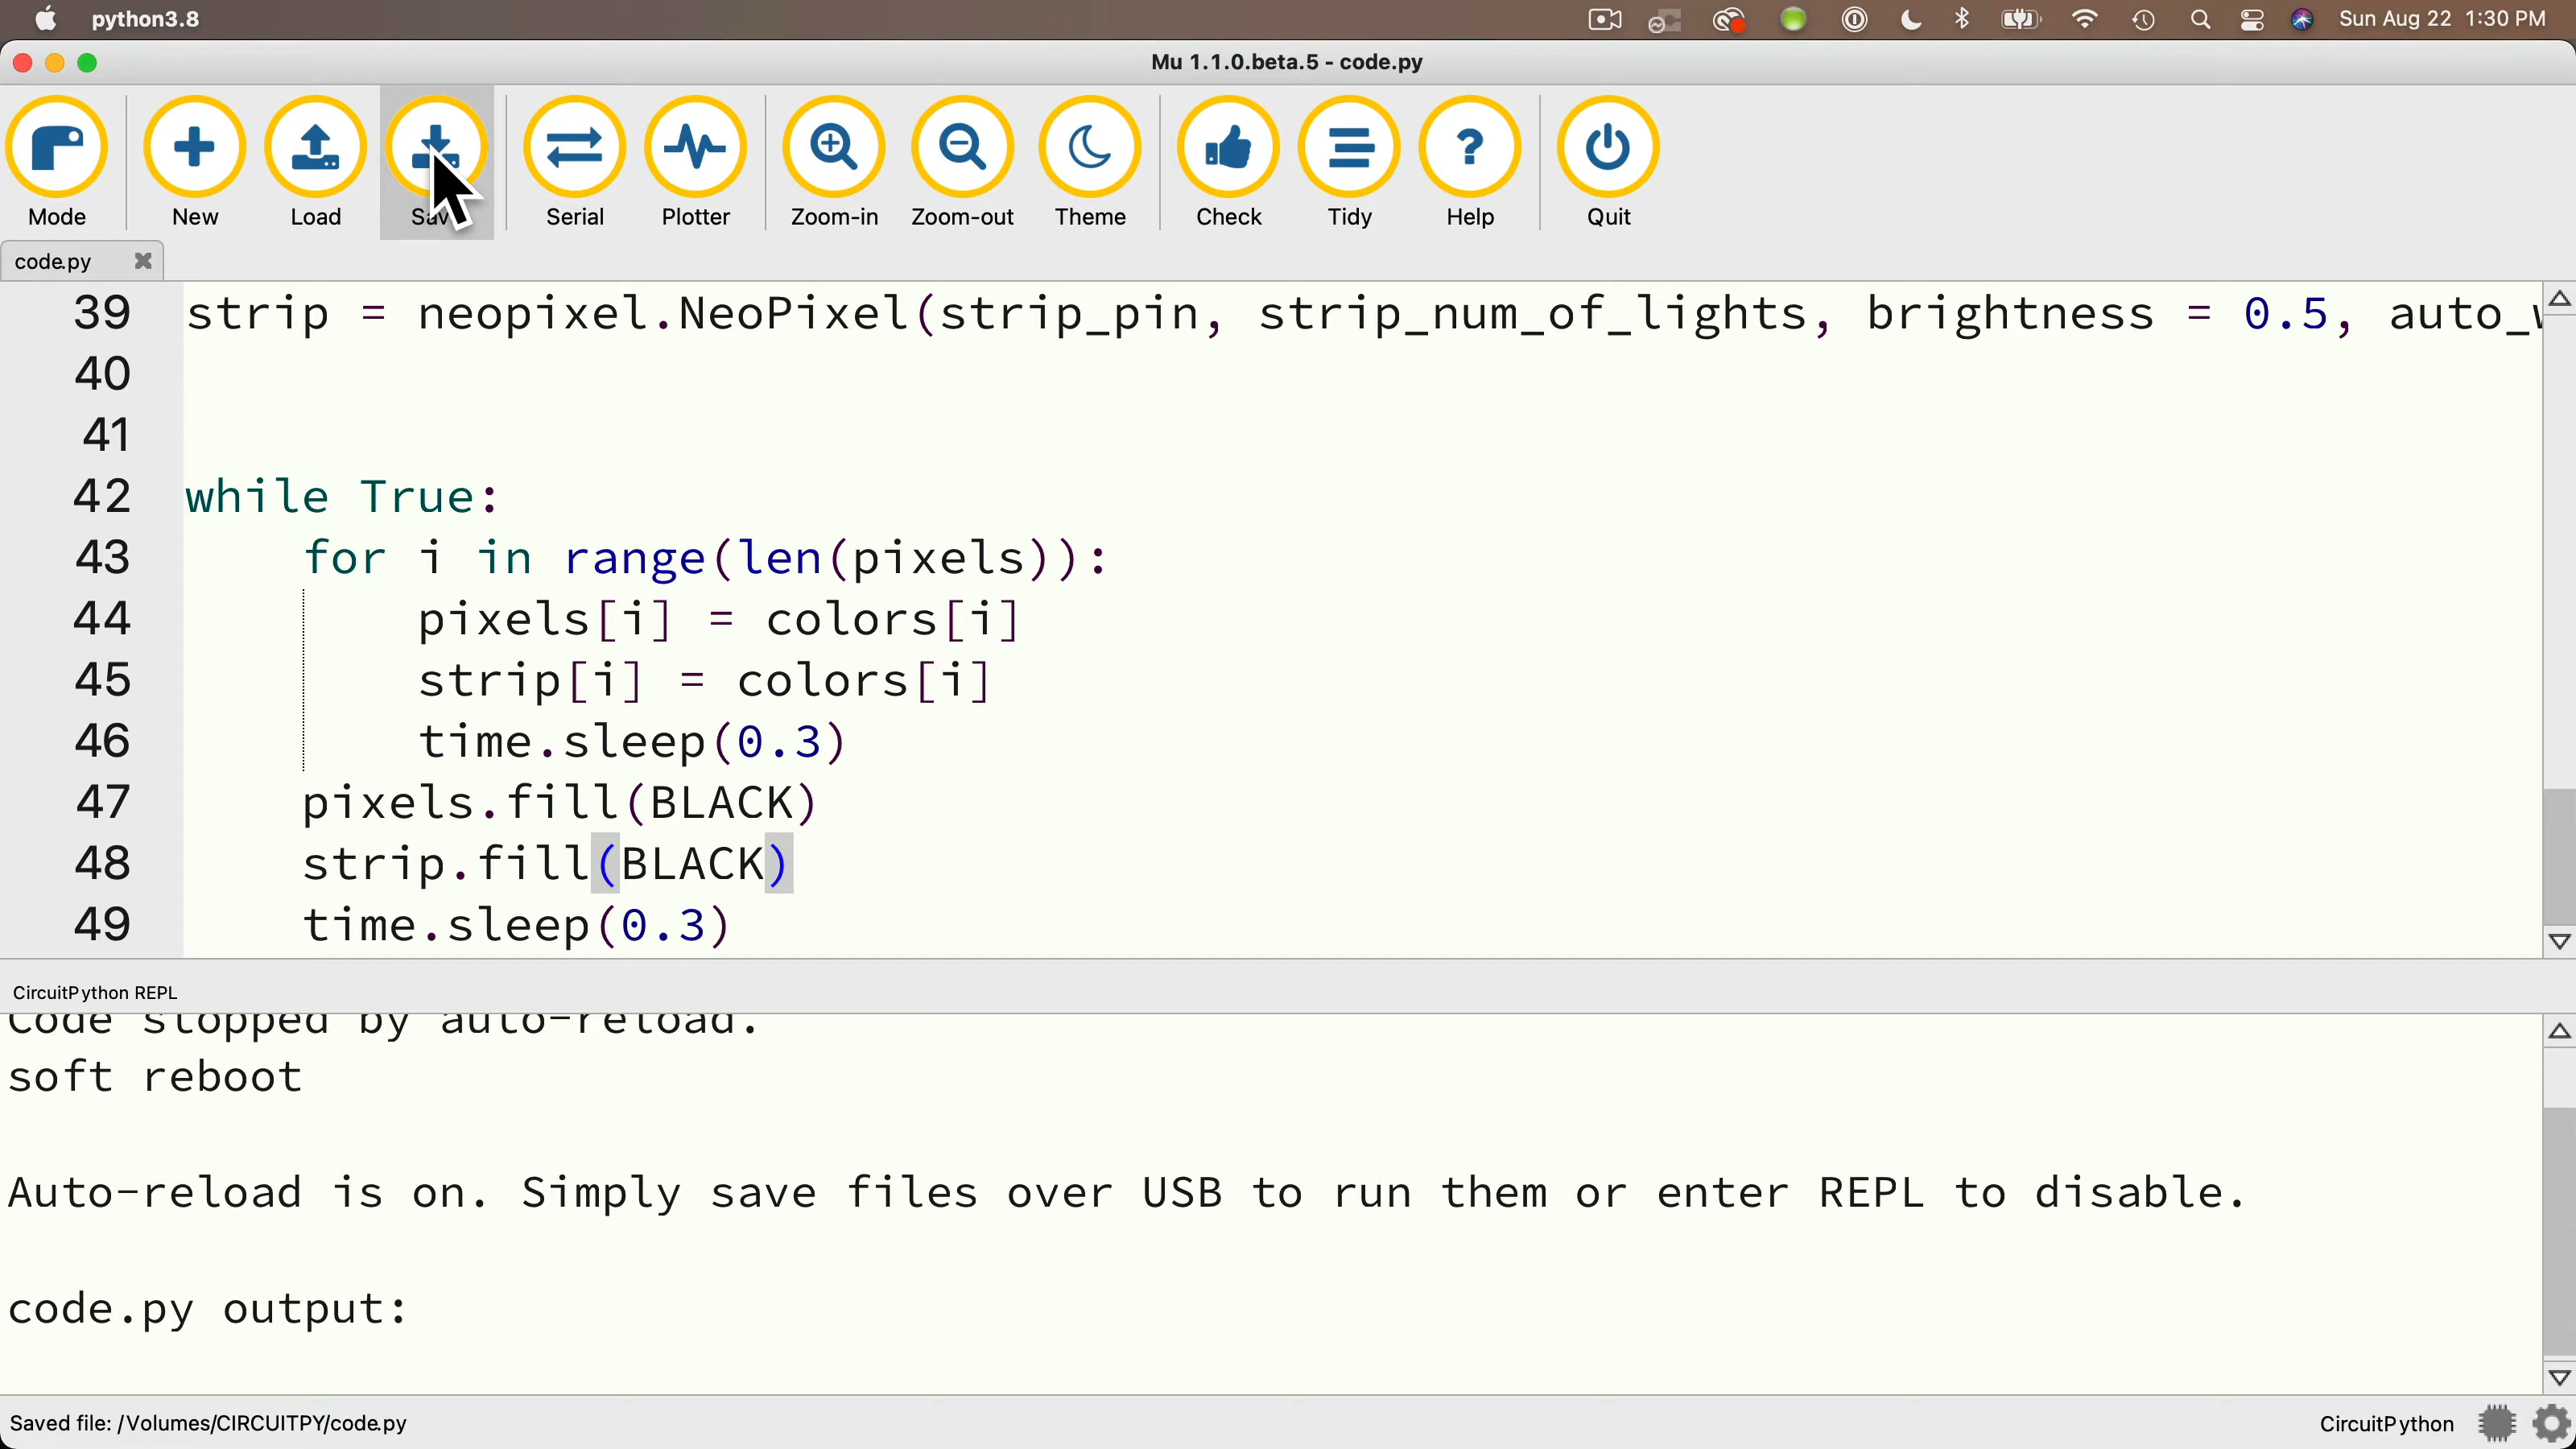 python3.8
Sun Aug 22 1:30 PM
Mu 1.1.0.beta.5 - code.py
Mode
New
Load
Serial
Plotter
Zoom-in
Zoom-out
Theme
Check
Tidy
Help
Quit
code.py
39 strip = neopixel.NeoPixel(strip_pin, strip_num_of_lights, brightness = 0.5,
40
41
42 while True:
43 for i in range(len(pixels)):
44 pixels[i] = colors[i]
45 strip[i] = colors[i]
46 time.sleep(0.3)
47 pixels.fill(BLACK)
48 strip.fill(BLACK)
49 time.sleep(0.3)
CircuitPython REPL
Code stopped by auto-reload.
soft reboot
Auto-reload is on. Simply save files over USB to run them or enter REPL to disable.
code.py output:
Saved file: /Volumes/CIRCUITPY/code.py
CircuitPython